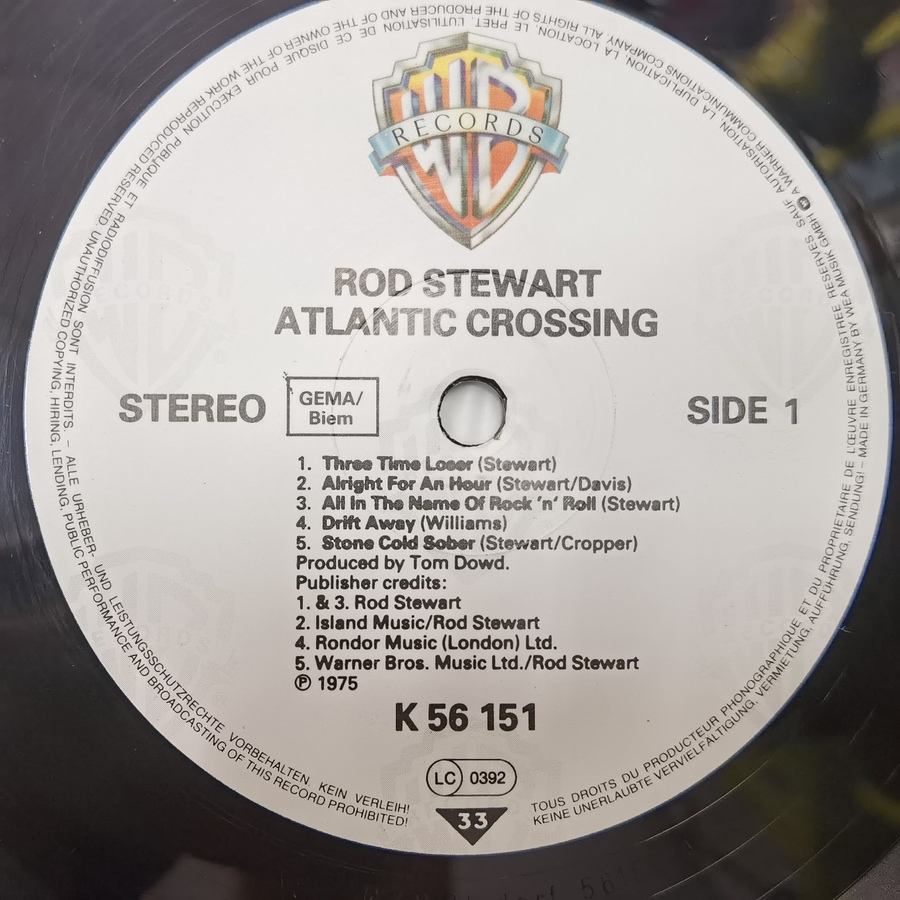 RECORDS
ROD STEWART
ATLANTIC CROSSING
STEREO
GEMA/
Biem
SIDE 1
1. Three Time Loser (Stewart)
2. Alright For An Hour (Stewart/Davis)
3. All In The Name Of Rock 'n' Roll (Stewart)
4. Drift Away (Williams)
5. Stone Cold Sober (Stewart/Cropper)
Produced by Tom Dowd.
Publisher credits:
1. & 3. Rod Stewart
2. Island Music/Rod Stewart
4. Rondor Music (London) Ltd.
5. Warner Bros. Music Ltd./Rod Stewart
℗ 1975
K 56 151
LC 0392
33
TOUS DROITS DU PRODUCTEUR PHONOGRAPHIQUE ET DU PROPRIETAIRE DE L'ŒUVRE ENREGISTREE RESERVES. SAUF AUTORISATION, LA DUPLICATION, LA LOCATION, LE PRET, L'UTILISATION DE CE DISQUE POUR EXECUTION PUBLIQUE ET RADIODIFFUSION SONT INTERDITS. – ALLE URHEBER- UND LEISTUNGSSCHUTZRECHTE VORBEHALTEN. KEIN VERLEIH!
KEINE UNERLAUBTE VERVIELFÄLTIGUNG, VERMIETUNG, AUFFÜHRUNG, SENDUNG! – MADE IN GERMANY BY WEA MUSIK GMBH A WARNER COMMUNICATIONS COMPANY ALL RIGHTS OF THE PRODUCER AND OF THE OWNER OF THE WORK REPRODUCED RESERVED UNAUTHORIZED COPYING, HIRING, LENDING, PUBLIC PERFORMANCE AND BROADCASTING OF THIS RECORD PROHIBITED!